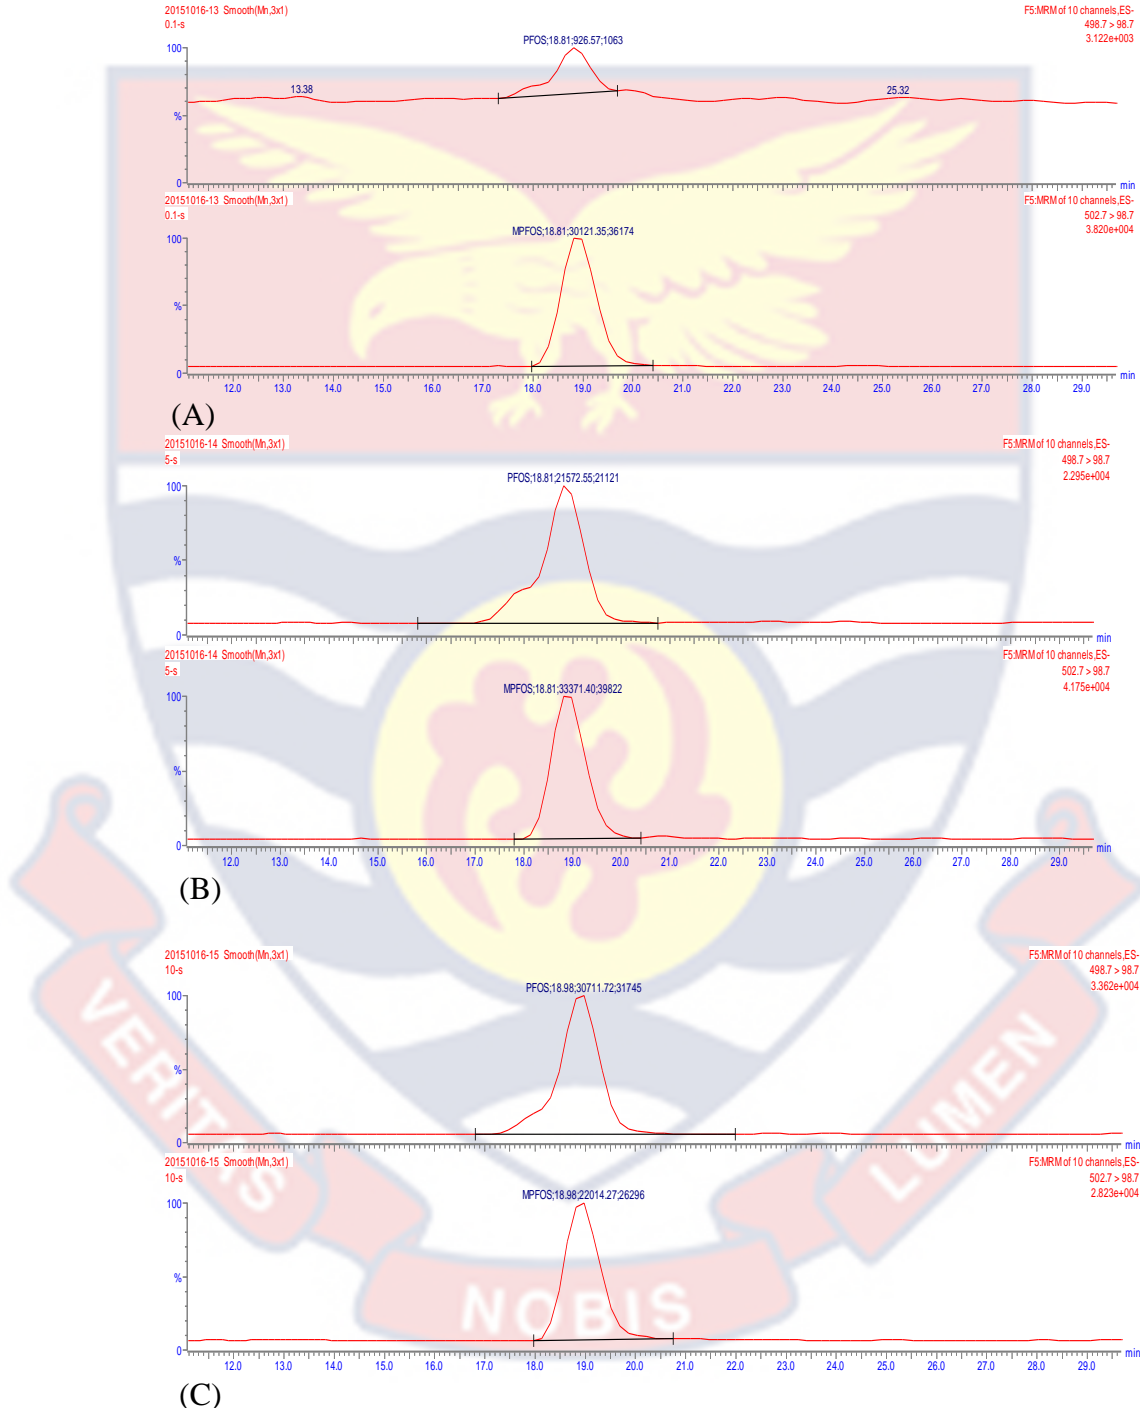 20151016-13 Smooth(Mn,3x1)
0.1-s
F5:MRM of 10 channels,ES-
498.7 > 98.7
3.122e+003
PFOS;18.81;926.57;1063
100
13.38
25.32
%
0
min
20151016-13 Smooth(Mn,3x1)
0.1-s
F5:MRM of 10 channels,ES-
502.7 > 98.7
3.820e+004
MPFOS;18.81;30121.35;36174
100
%
0
min
12.0 13.0 14.0 15.0 16.0 17.0 18.0 19.0 20.0 21.0 22.0 23.0 24.0 25.0 26.0 27.0 28.0 29.0
(A)
20151016-14 Smooth(Mn,3x1)
5-s
F5:MRM of 10 channels,ES-
498.7 > 98.7
2.295e+004
PFOS;18.81;21572.55;21121
100
%
0
min
20151016-14 Smooth(Mn,3x1)
5-s
F5:MRM of 10 channels,ES-
502.7 > 98.7
4.175e+004
MPFOS;18.81;33371.40;39822
100
%
0
min
12.0 13.0 14.0 15.0 16.0 17.0 18.0 19.0 20.0 21.0 22.0 23.0 24.0 25.0 26.0 27.0 28.0 29.0
(B)
20151016-15 Smooth(Mn,3x1)
10-s
F5:MRM of 10 channels,ES-
498.7 > 98.7
3.362e+004
PFOS;18.98;30711.72;31745
100
%
0
min
20151016-15 Smooth(Mn,3x1)
10-s
F5:MRM of 10 channels,ES-
502.7 > 98.7
2.823e+004
MPFOS;18.98;22014.27;26296
100
%
0
min
12.0 13.0 14.0 15.0 16.0 17.0 18.0 19.0 20.0 21.0 22.0 23.0 24.0 25.0 26.0 27.0 28.0 29.0
(C)
VERITAS
NOBIS
LUMEN